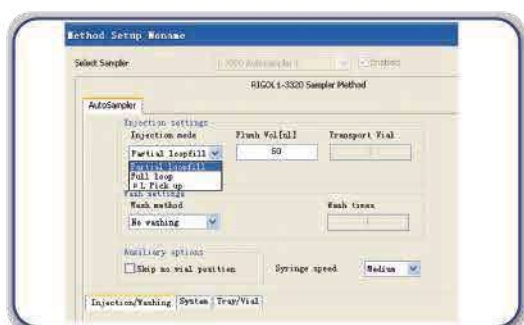 Method Setup Noname
Select Sampler
RIGOL L-3320 Sampler Method
AutoSampler
Injection settings
Injection mode Flush Vol[ul] Transport Vial
Partial loopfill 50
Partial loopfill
Full loop
μL Pick up
Wash settings
Wash method Wash times
No washing
Auxiliary options
Skip no vial position Syringe speed Medium
Injection/Washing System Tray/Vial